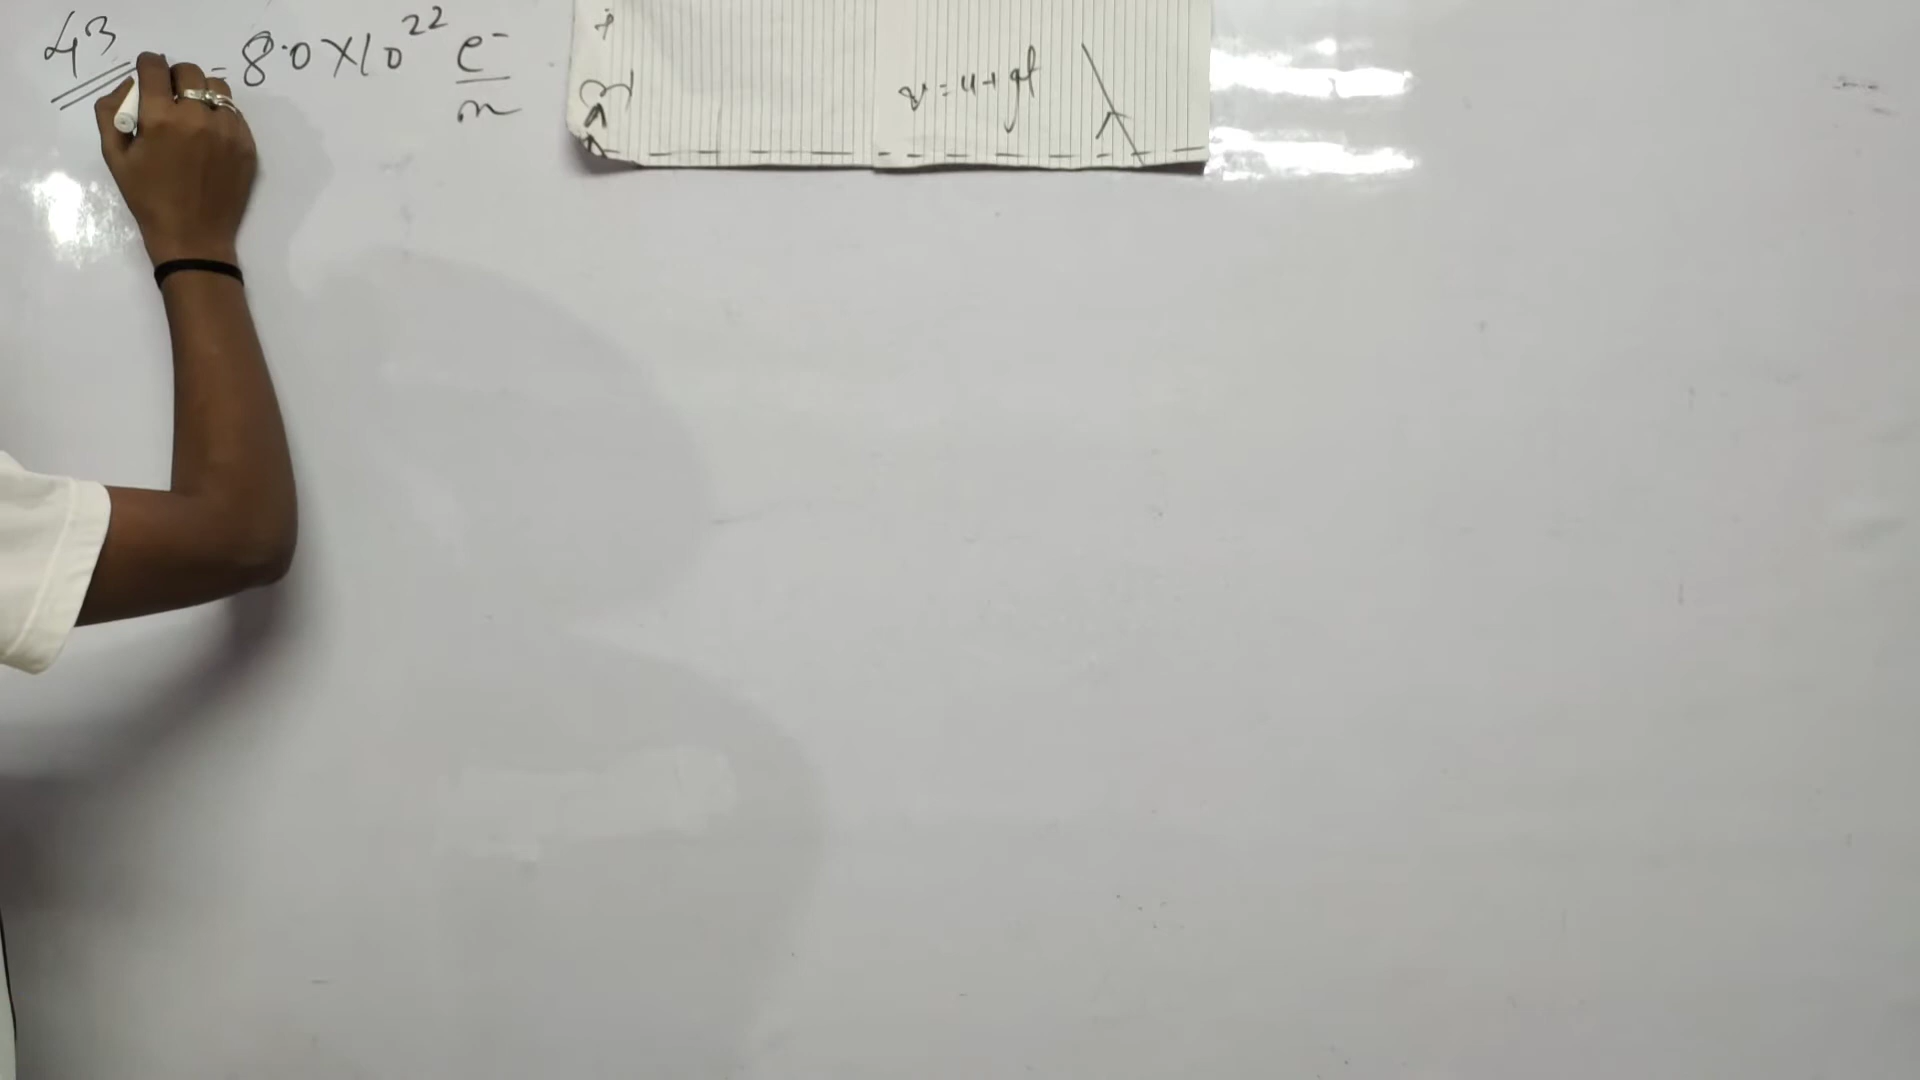 43 = 8.0 X 10²² e⁻/m
v = u + gt